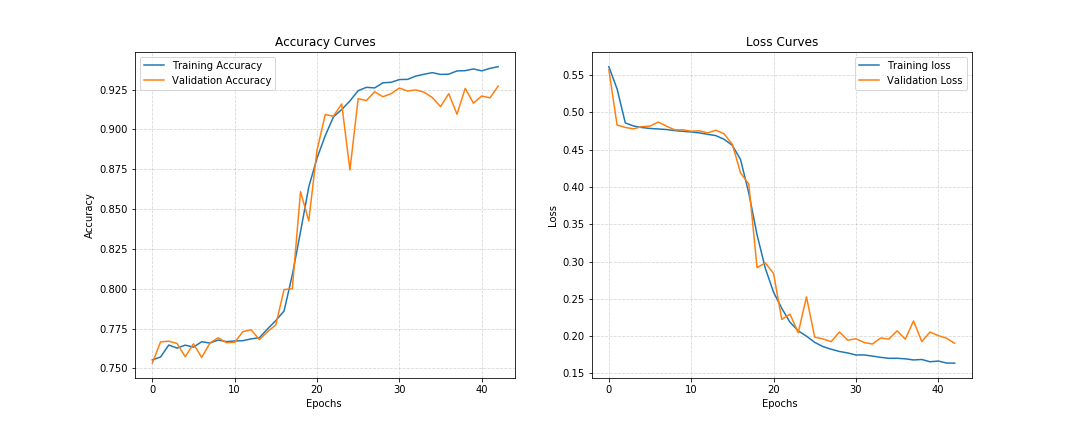 Accuracy Curves
Training Accuracy
Validation Accuracy
0.925
0.900
0.875
0.850
0.825
0.800
0.775
0.750
Accuracy
0
10
20
30
40
Epochs
Loss Curves
Training loss
Validation Loss
0.55
0.50
0.45
0.40
0.35
0.30
0.25
0.20
0.15
Loss
0
10
20
30
40
Epochs